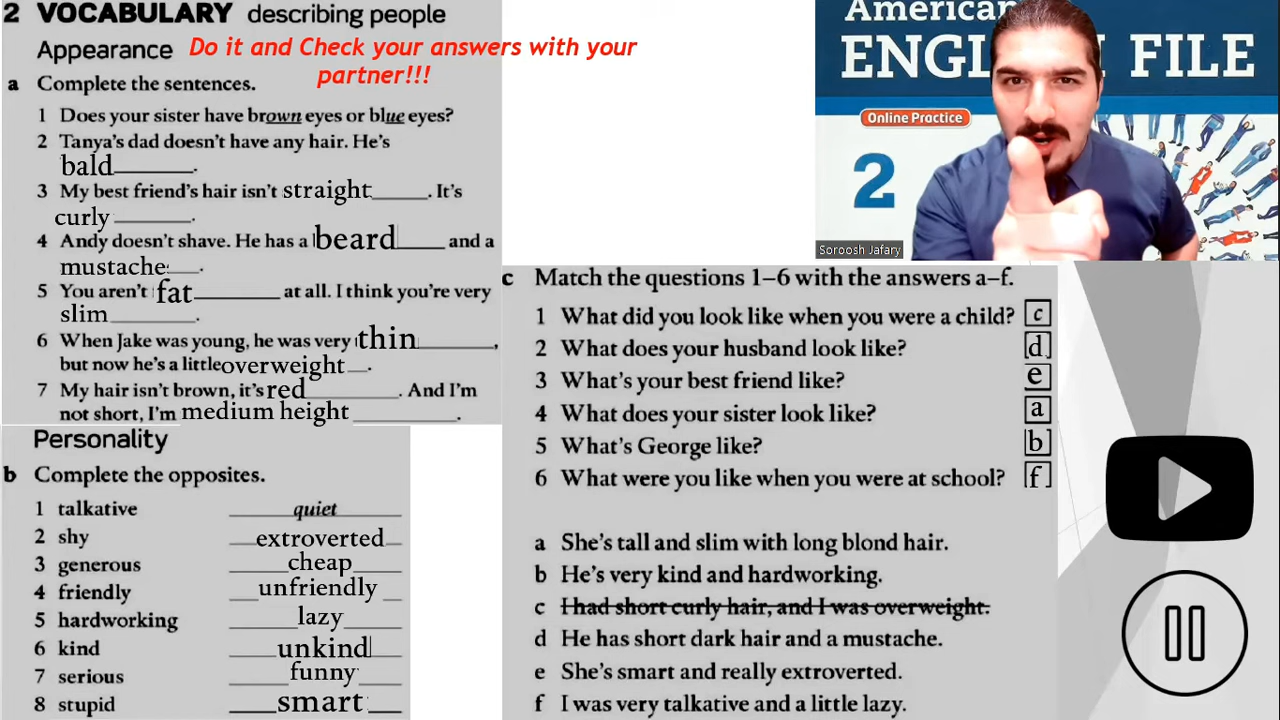 2 VOCABULARY describing people
Appearance
Do it and Check your answers with your
partner!!!
a Complete the sentences.
1 Does your sister have brown eyes or blue eyes?
2 Tanya's dad doesn't have any hair. He's
bald________.
3 My best friend's hair isn't straight______. It's
curly ________.
4 Andy doesn't shave. He has a beard_____ and a
mustache___.
5 You aren't fat_________ at all. I think you're very
slim_________.
6 When Jake was young, he was very thin________,
but now he's a little overweight __.
7 My hair isn't brown, it's red_________. And I'm
not short, I'm medium height __________.
Personality
b Complete the opposites.
1 talkative quiet
2 shy extroverted
3 generous cheap
4 friendly unfriendly
5 hardworking lazy
6 kind unkind
7 serious funny
8 stupid smart
American
ENGL FILE
Online Practice
2
Soroosh Jafary
c Match the questions 1–6 with the answers a–f.
1 What did you look like when you were a child? c
2 What does your husband look like? d
3 What's your best friend like? e
4 What does your sister look like? a
5 What's George like? b
6 What were you like when you were at school? f
a She's tall and slim with long blond hair.
b He's very kind and hardworking.
c I had short curly hair, and I was overweight.
d He has short dark hair and a mustache.
e She's smart and really extroverted.
f I was very talkative and a little lazy.